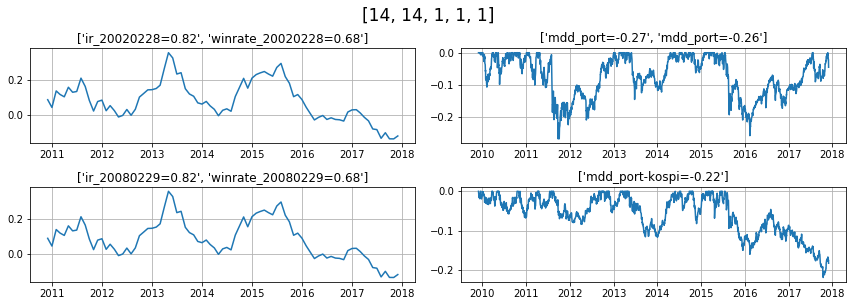 [14, 14, 1, 1, 1]
['ir_20020228=0.82', 'winrate_20020228=0.68']
0.2
0.0
2011 2012 2013 2014 2015 2016 2017 2018
['mdd_port=-0.27', 'mdd_port=-0.26']
0.0
−0.1
−0.2
2010 2011 2012 2013 2014 2015 2016 2017 2018
['ir_20080229=0.82', 'winrate_20080229=0.68']
0.2
0.0
2011 2012 2013 2014 2015 2016 2017 2018
['mdd_port-kospi=-0.22']
0.0
−0.1
−0.2
2010 2011 2012 2013 2014 2015 2016 2017 2018